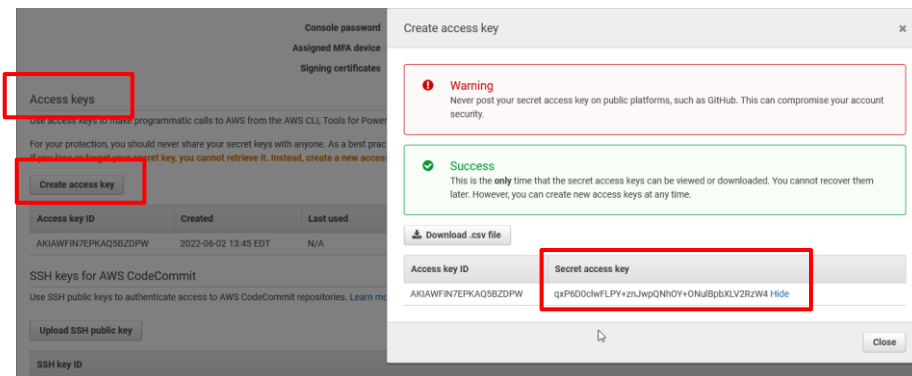 Console password
Assigned MFA device
Signing certificates
Access keys
Use access keys to make programmatic calls to AWS from the AWS CLI, Tools for Power
For your protection, you should never share your secret keys with anyone. As a best prac
If you lose or forget your secret key, you cannot retrieve it. Instead, create a new acces
Create access key
Access key ID Created Last used
AKIAWFIN7EPKAQ5BZDPW 2022-06-02 13:45 EDT N/A
SSH keys for AWS CodeCommit
Use SSH public keys to authenticate access to AWS CodeCommit repositories. Learn mo
Upload SSH public key
SSH key ID
Create access key
Warning
Never post your secret access key on public platforms, such as GitHub. This can compromise your account
security.
Success
This is the only time that the secret access keys can be viewed or downloaded. You cannot recover them
later. However, you can create new access keys at any time.
Download .csv file
Access key ID Secret access key
AKIAWFIN7EPKAQ5BZDPW qxP6D0clwFLPY+znJwpQNhOY+ONulBpbXLV2RzW4 Hide
Close